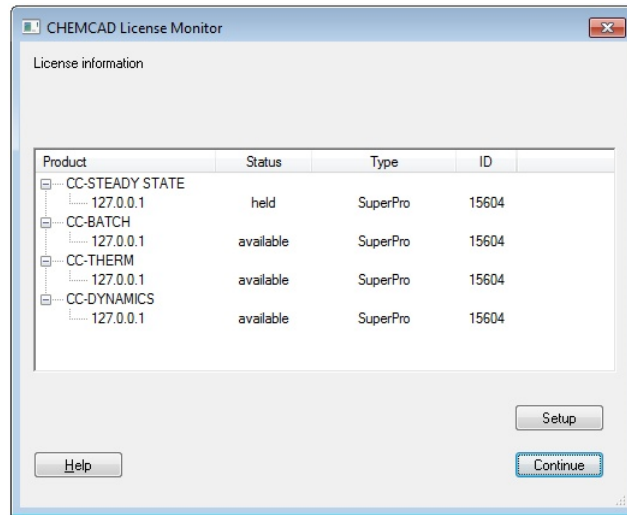 CHEMCAD License Monitor
License information
Product Status Type ID
CC-STEADY STATE
127.0.0.1 held SuperPro 15604
CC-BATCH
127.0.0.1 available SuperPro 15604
CC-THERM
127.0.0.1 available SuperPro 15604
CC-DYNAMICS
127.0.0.1 available SuperPro 15604
Setup
Help Continue